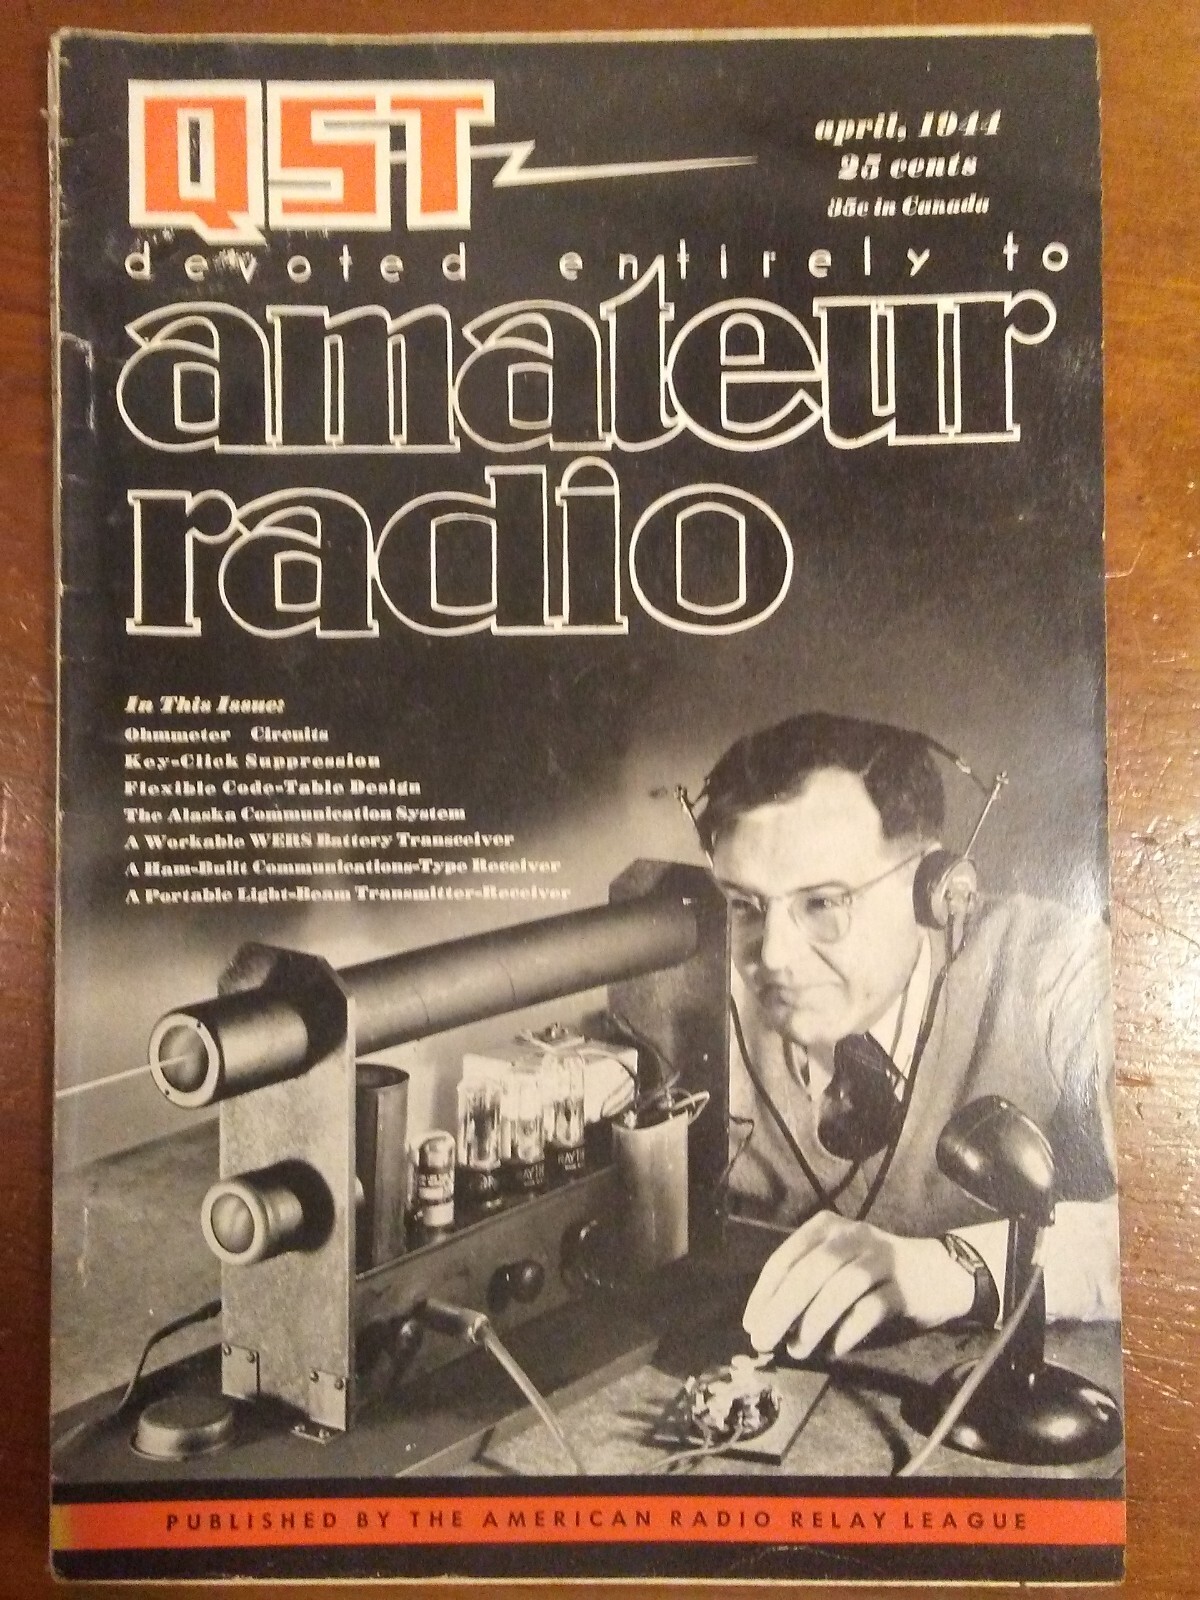 QST
april, 1944
25 cents
35c in Canada
devoted entirely to
amateur
radio
In This Issue:
Ohmmeter Circuits
Key-Click Suppression
Flexible Code-Table Design
The Alaska Communication System
A Workable WERS Battery Transceiver
A Ham-Built Communications-Type Receiver
A Portable Light-Beam Transmitter-Receiver
PUBLISHED BY THE AMERICAN RADIO RELAY LEAGUE